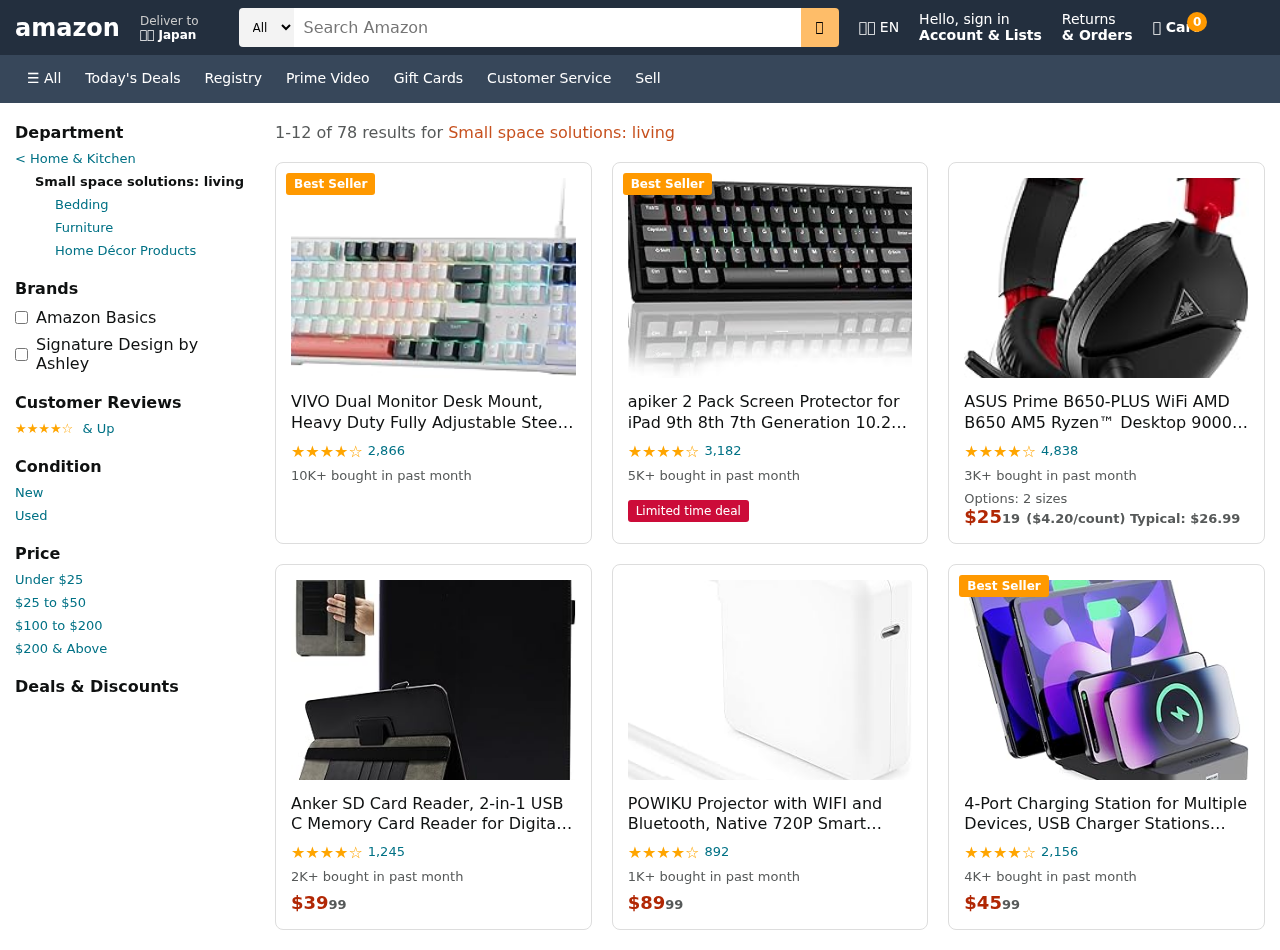 amazon
Deliver to
Japan
All
Search Amazon
EN
Hello, sign in
Account & Lists
Returns
& Orders
0
☰ All
Today's Deals
Registry
Prime Video
Gift Cards
Customer Service
Sell
Department
< Home & Kitchen
Small space solutions: living
Bedding
Furniture
Home Décor Products
Brands
Amazon Basics
Signature Design by
Ashley
Customer Reviews
★★★★☆ & Up
Condition
New
Used
Price
Under $25
$25 to $50
$100 to $200
$200 & Above
Deals & Discounts
1-12 of 78 results for Small space solutions: living
Best Seller
VIVO Dual Monitor Desk Mount,
Heavy Duty Fully Adjustable Stee…
★★★★☆ 2,866
10K+ bought in past month
Best Seller
apiker 2 Pack Screen Protector for
iPad 9th 8th 7th Generation 10.2…
★★★★☆ 3,182
5K+ bought in past month
Limited time deal
ASUS Prime B650-PLUS WiFi AMD
B650 AM5 Ryzen™ Desktop 9000…
★★★★☆ 4,838
3K+ bought in past month
Options: 2 sizes
$2519 ($4.20/count) Typical: $26.99
Anker SD Card Reader, 2-in-1 USB
C Memory Card Reader for Digita…
★★★★☆ 1,245
2K+ bought in past month
$3999
POWIKU Projector with WIFI and
Bluetooth, Native 720P Smart…
★★★★☆ 892
1K+ bought in past month
$8999
Best Seller
4-Port Charging Station for Multiple
Devices, USB Charger Stations…
★★★★☆ 2,156
4K+ bought in past month
$4599